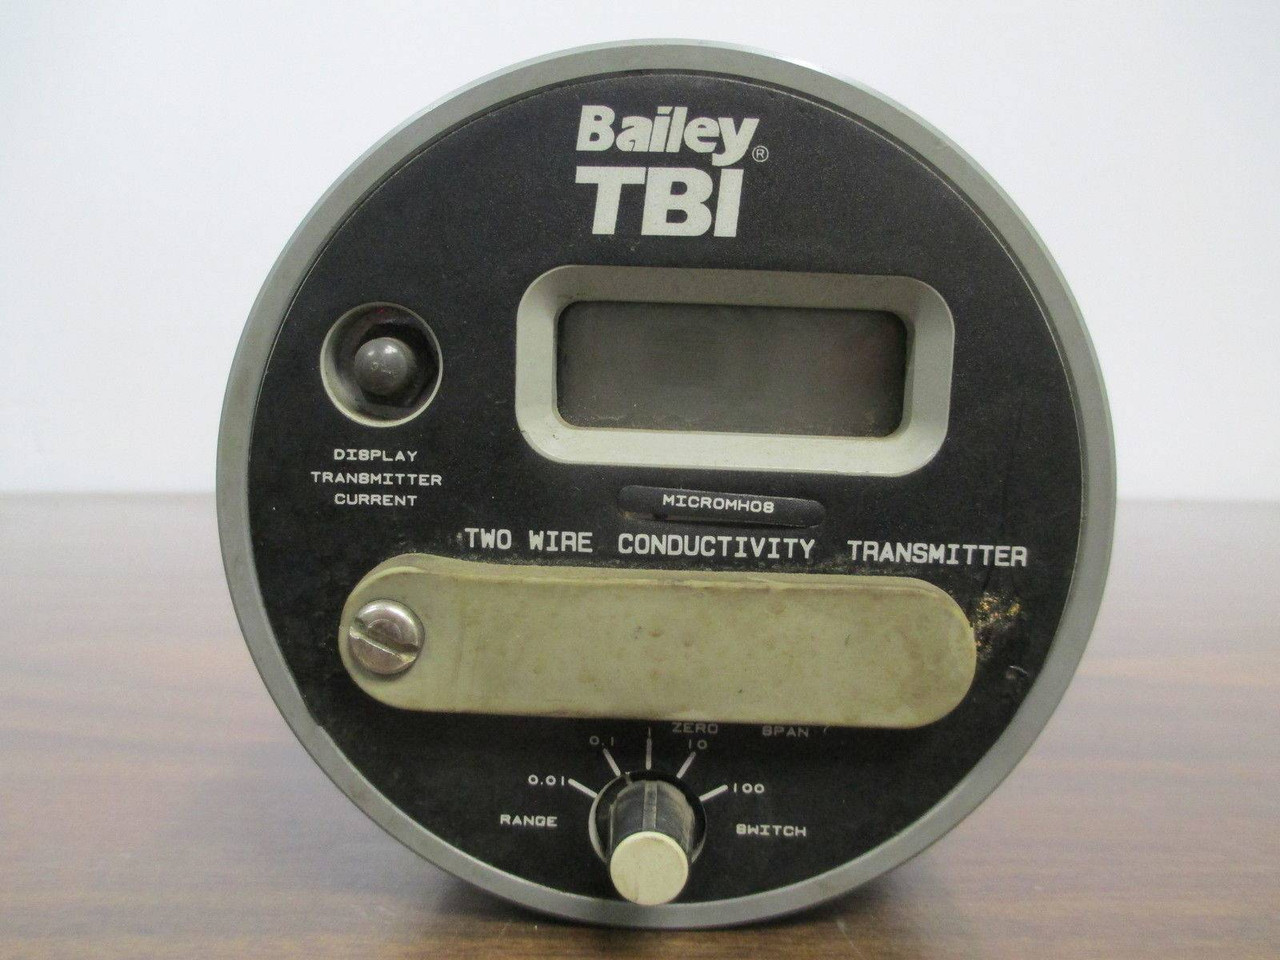 Bailey®
TBI
DISPLAY
TRANSMITTER
CURRENT
MICROMHOS
TWO WIRE CONDUCTIVITY TRANSMITTER
ZERO SPAN
0.01 0.1 1 10 100
RANGE SWITCH